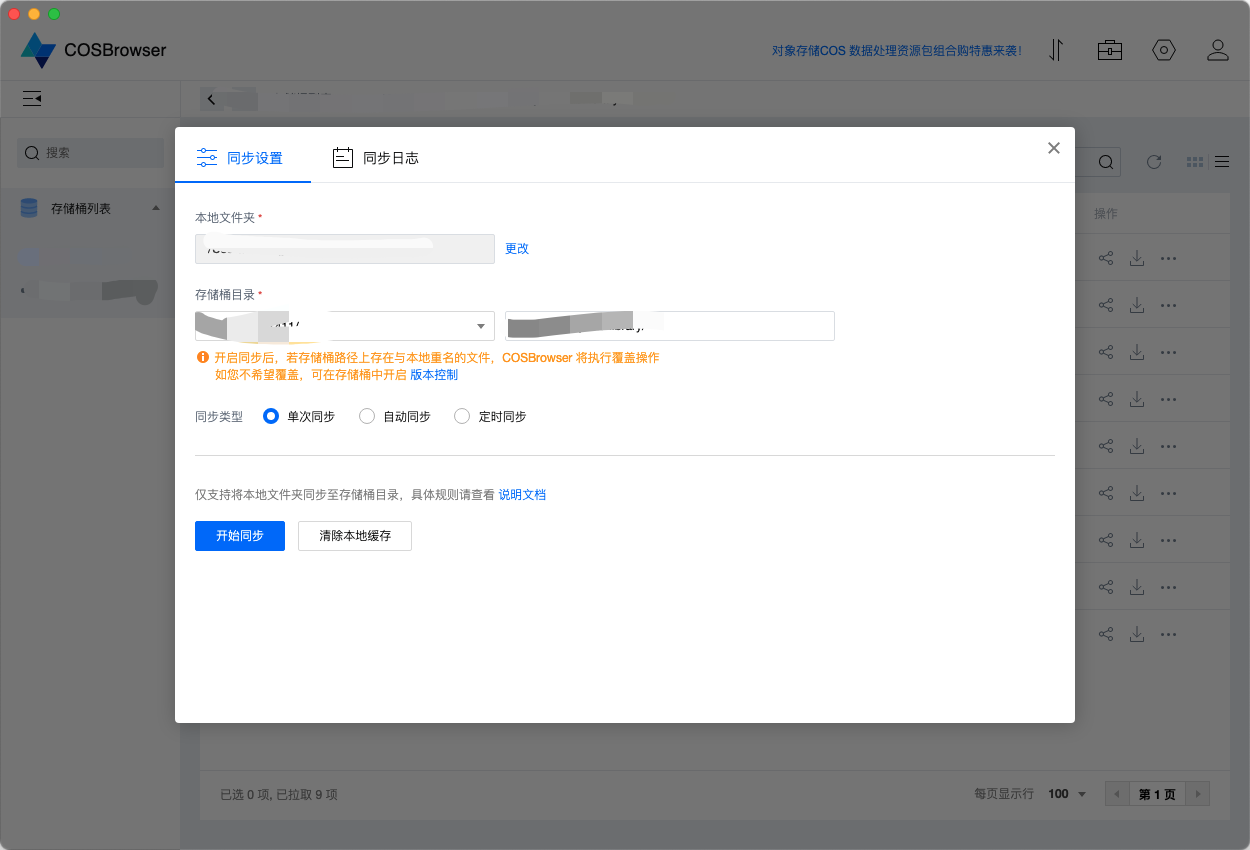 COSBrowser
对象存储COS 数据处理资源包组合购特惠来袭!
搜索
存储桶列表
同步设置
同步日志
操作
本地文件夹 *
更改
存储桶目录 *
开启同步后，若存储桶路径上存在与本地重名的文件，COSBrowser 将执行覆盖操作
如您不希望覆盖，可在存储桶中开启 版本控制
同步类型 单次同步 自动同步 定时同步
仅支持将本地文件夹同步至存储桶目录，具体规则请查看 说明文档
开始同步 清除本地缓存
已选 0 项, 已拉取 9 项 每页显示行 100 第 1 页